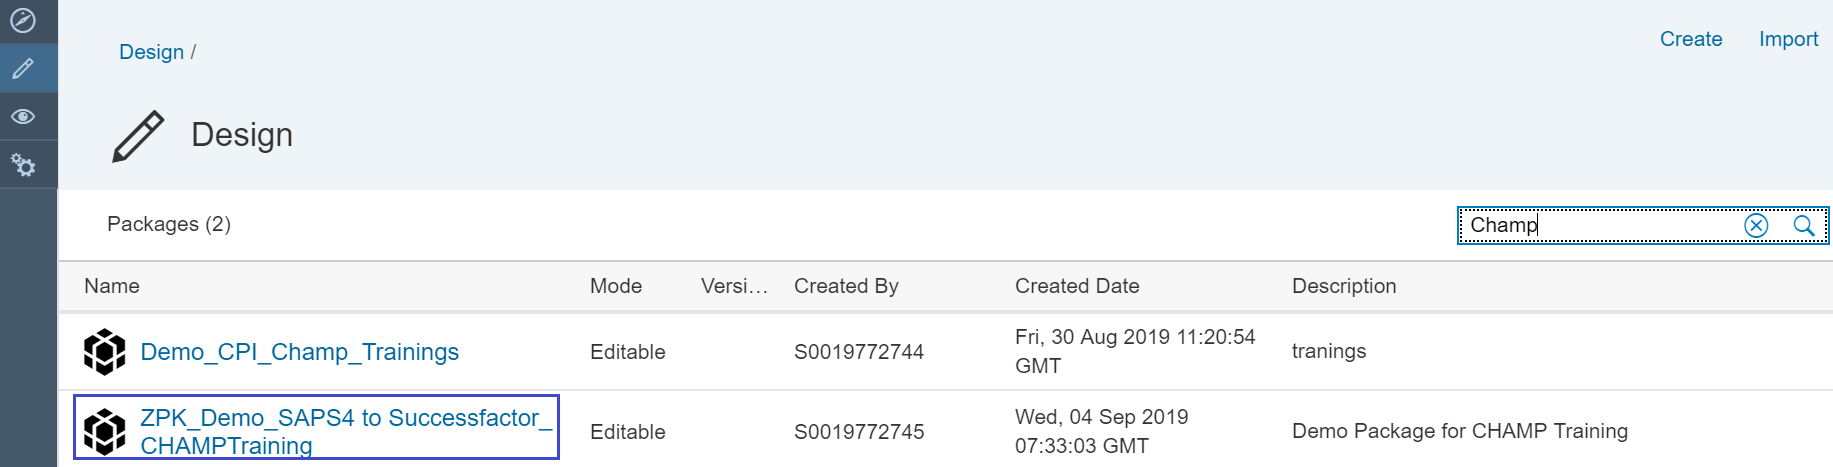 Create Import
Design /
Design
Packages (2)
Champ
Name Mode Versi... Created By Created Date Description
Demo_CPI_Champ_Trainings Editable S0019772744 Fri, 30 Aug 2019 11:20:54
GMT tranings
ZPK_Demo_SAPS4 to Successfactor_
CHAMPTraining Editable S0019772745 Wed, 04 Sep 2019
07:33:03 GMT Demo Package for CHAMP Training